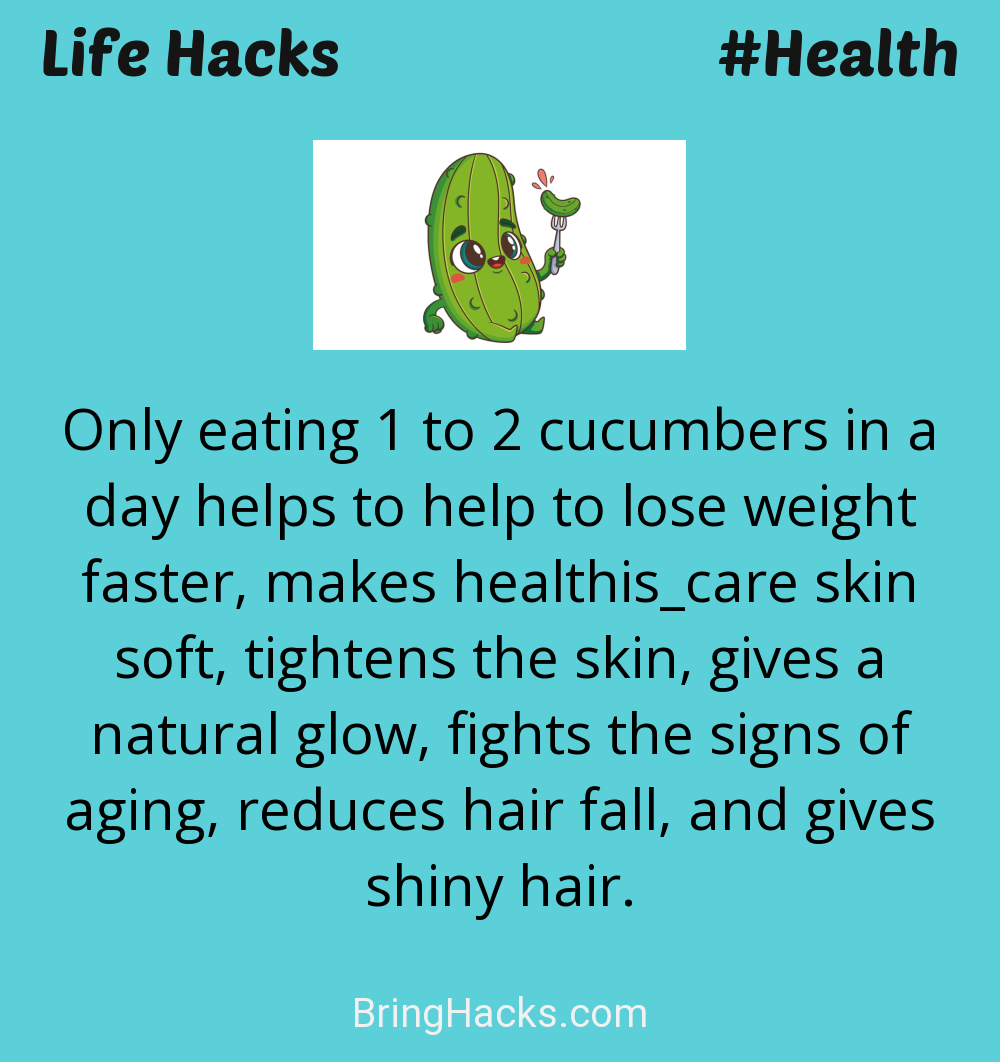 Life Hacks #Health
Only eating 1 to 2 cucumbers in a
day helps to help to lose weight
faster, makes healthis_care skin
soft, tightens the skin, gives a
natural glow, fights the signs of
aging, reduces hair fall, and gives
shiny hair.
BringHacks.com